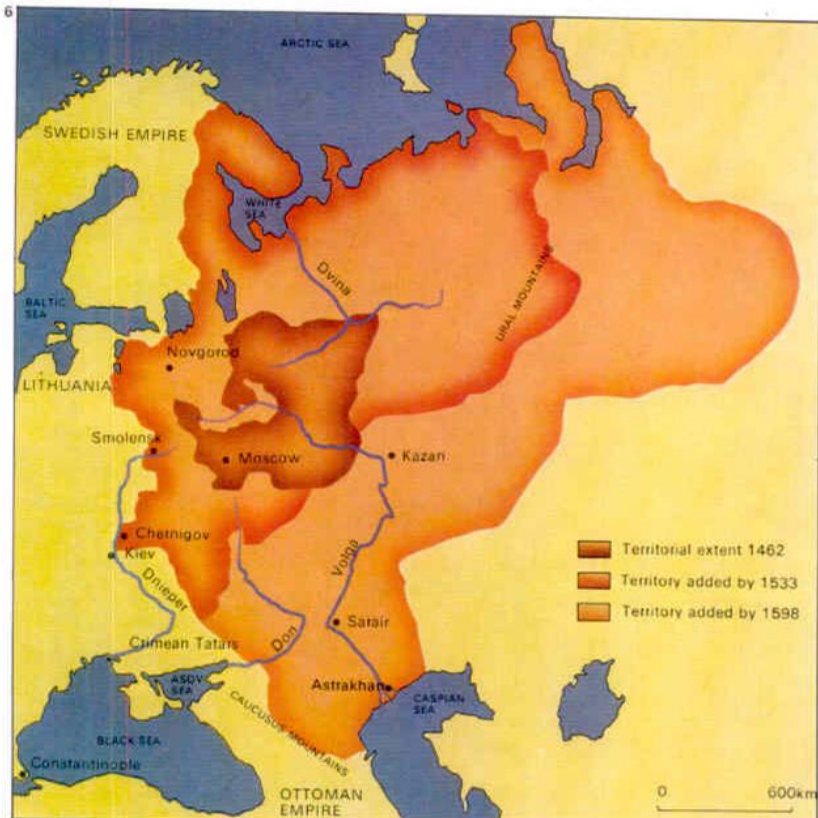 6
ARCTIC SEA
SWEDISH EMPIRE
WHITE
SEA
Dvina
URAL MOUNTAINS
BALTIC
SEA
Novgorod
LITHUANIA
Smolensk
Moscow
Kazan
Chernigov
Kiev
Dnieper
Volga
Don
Sarair
Crimean Tatars
ASOV
SEA
Astrakhan
CASPIAN
SEA
CAUCUSUS MOUNTAINS
BLACK SEA
Constantinople
OTTOMAN
EMPIRE
Territorial extent 1462
Territory added by 1533
Territory added by 1598
0 600km